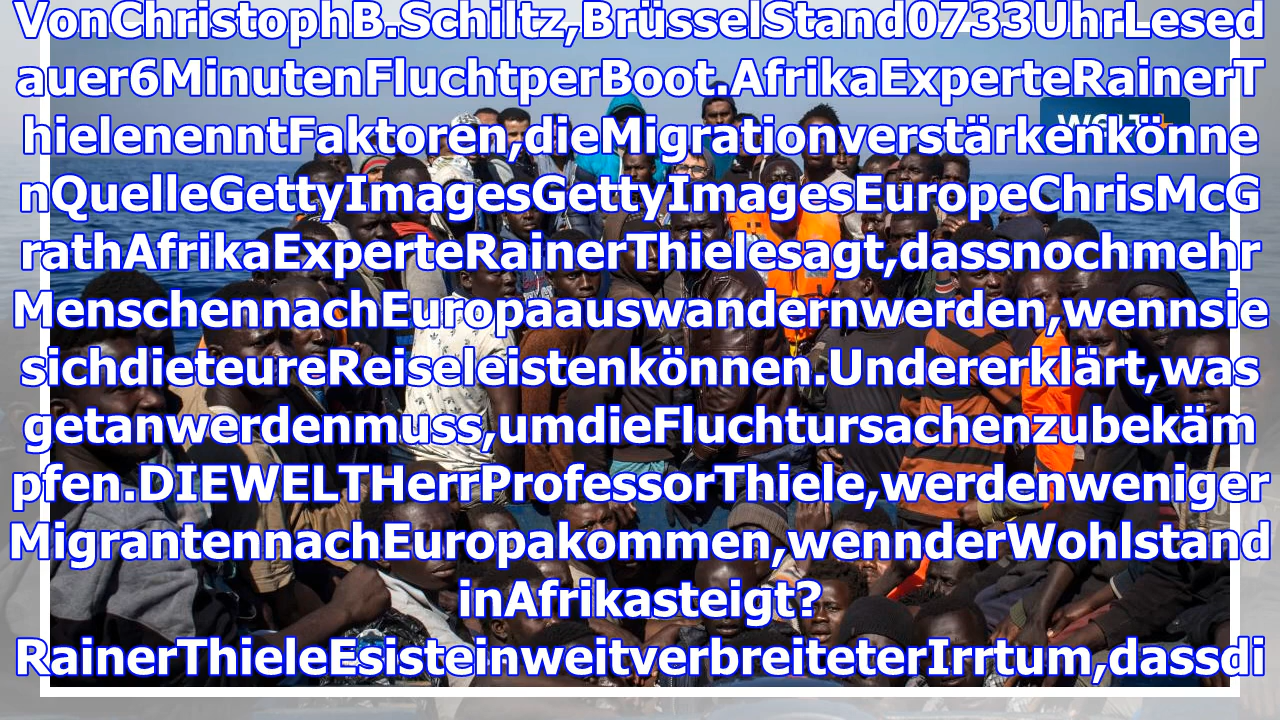 VonChristophB.Schiltz,BrüsselStand0733UhrLesed
auer6MinutenFluchtperBoot.AfrikaExperteRainerT
hielenenntFaktoren,dieMigrationverstärkenkönne
nQuelleGettyImagesGettyImagesEuropeChrisMcG
rathAfrikaExperteRainerThielesagt,dassnochmehr
MenschennachEuropaauswandernwerden,wennsie
sichdieteureReiseleistenkönnen.Undererklärt,was
getanwerdenmuss,umdieFluchtursachenzubekäm
pfen.DIEWELTHerrProfessorThiele,werdenweniger
MigrantennachEuropakommen,wennderWohlstand
inAfrikasteigt?
RainerThieleEsisteinweitverbreiteterIrrtum,dassdi